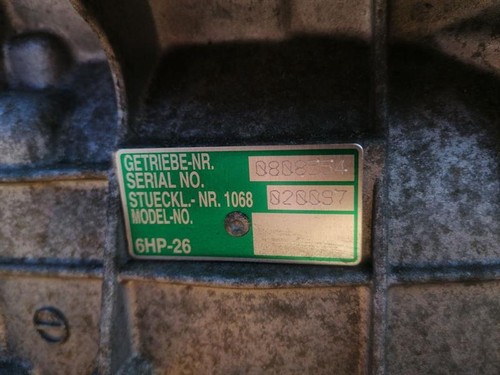 GETRIEBE-NR.
SERIAL NO.
STUECKL.- NR. 1068 020097
MODEL-NO.
6HP-26